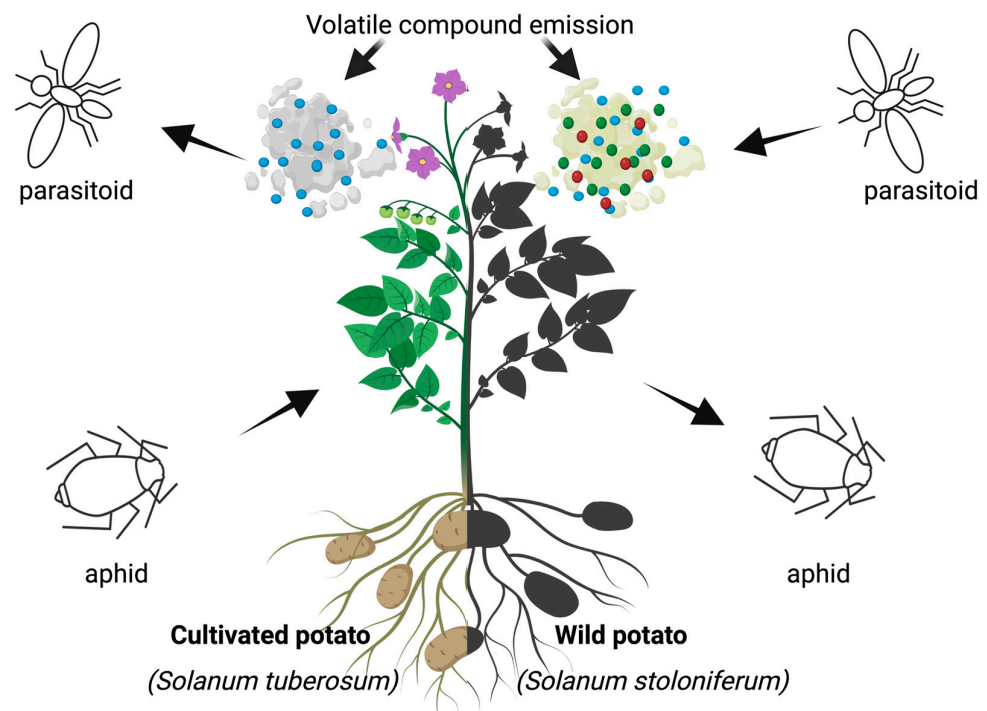 Volatile compound emission
parasitoid
parasitoid
aphid
aphid
Cultivated potato
(Solanum tuberosum)
Wild potato
(Solanum stoloniferum)